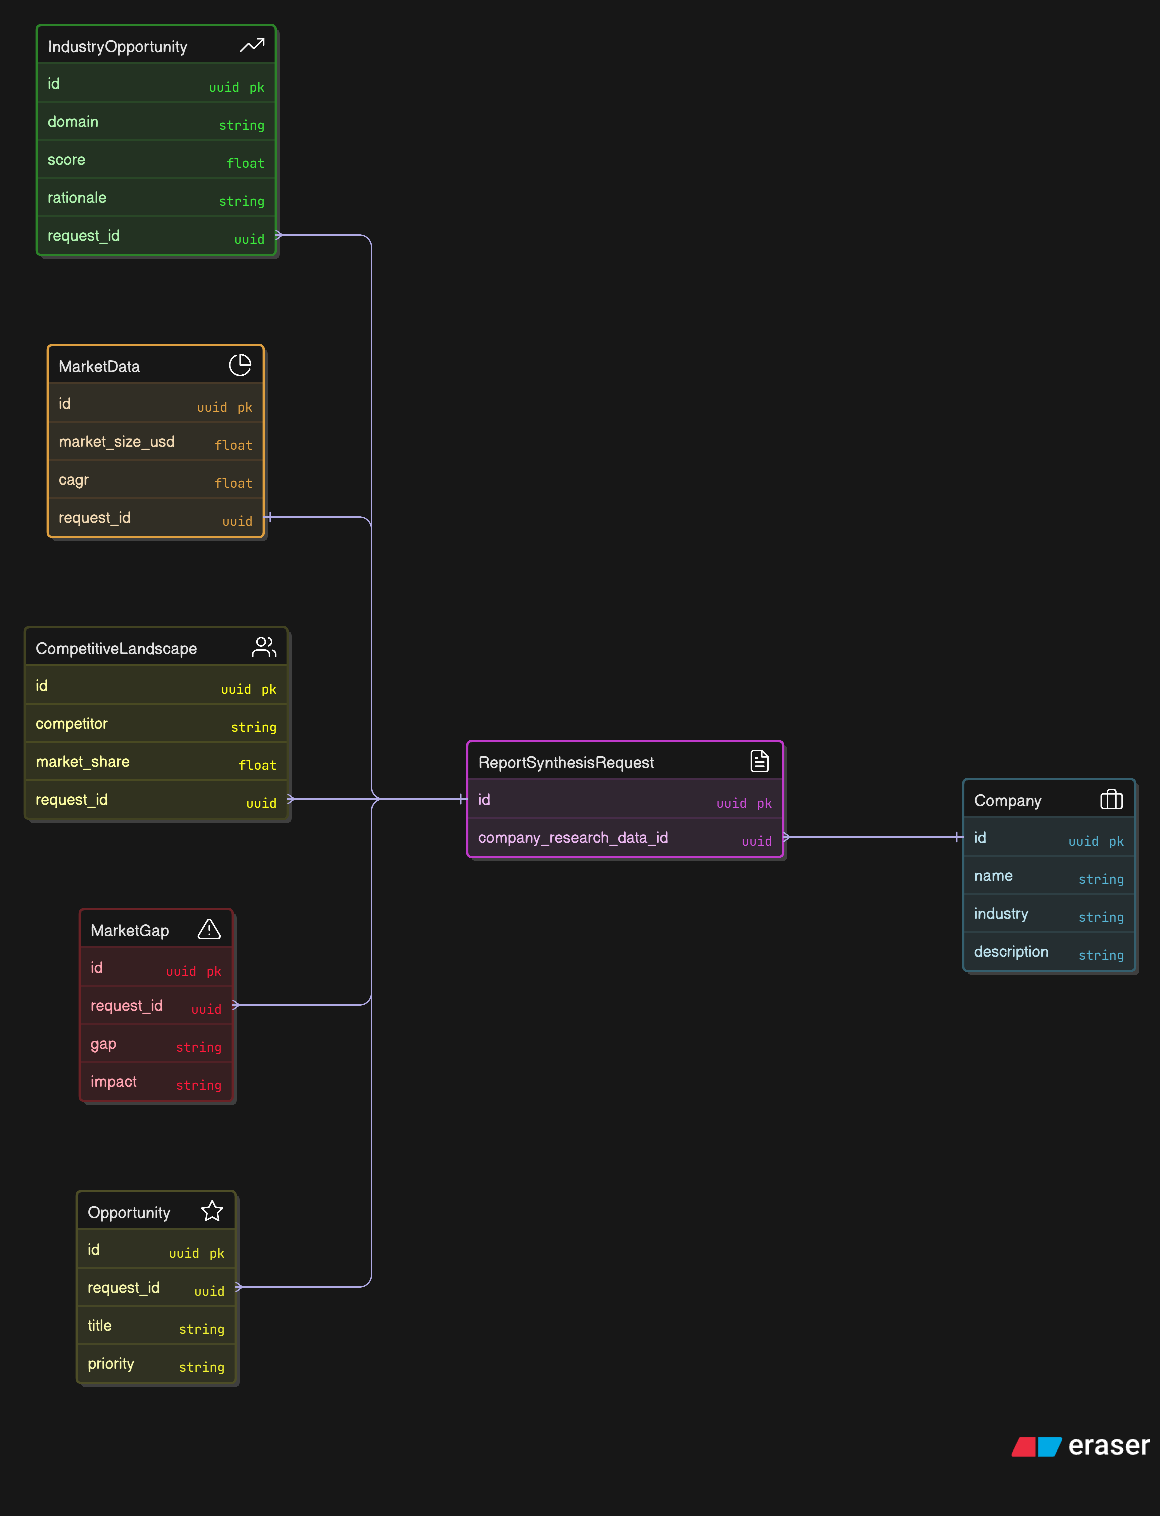 IndustryOpportunity
id uuid pk
domain string
score float
rationale string
request_id uuid
MarketData
id uuid pk
market_size_usd float
cagr float
request_id uuid
CompetitiveLandscape
id uuid pk
competitor string
market_share float
request_id uuid
ReportSynthesisRequest
id uuid pk
company_research_data_id uuid
Company
id uuid pk
name string
industry string
description string
MarketGap
id uuid pk
request_id uuid
gap string
impact string
Opportunity
id uuid pk
request_id uuid
title string
priority string
eraser